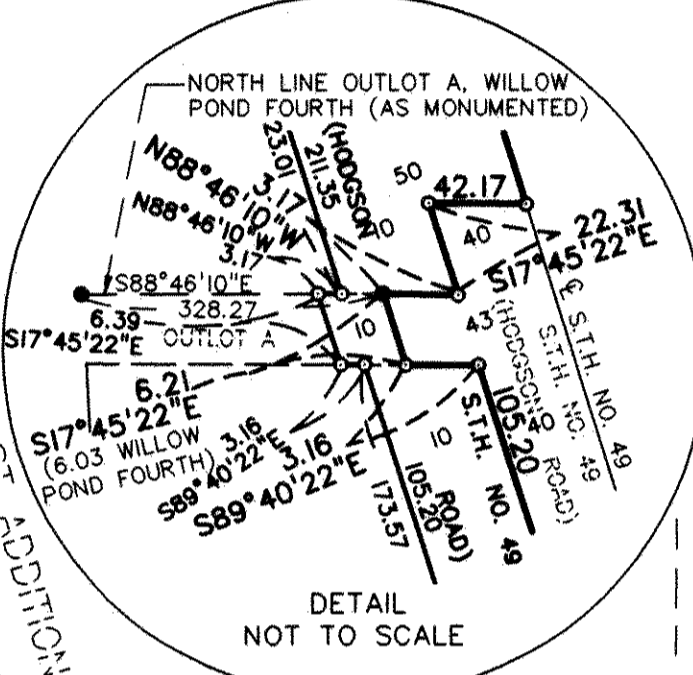 NORTH LINE OUTLOT A, WILLOW
POND FOURTH (AS MONUMENTED)
23.01
211.35
(HODGSON
N88°46'10"W
3.17
N88°46'10"W
3.17
10
50
42.17
40
22.31
S17°45'22"E
S88°46'10"E
328.27
6.39
S17°45'22"E
OUTLOT A
10
43
℄ S.T.H. NO. 49
S.T.H. NO. 49
(HODGSON ROAD)
40
6.21
S17°45'22"E
(6.03 WILLOW
POND FOURTH)
3.16
S89°40'22"E
3.16
S89°40'22"E
10
105.20
S.T.H. NO. 49
ROAD)
105.20
173.57
ADDITION
DETAIL
NOT TO SCALE